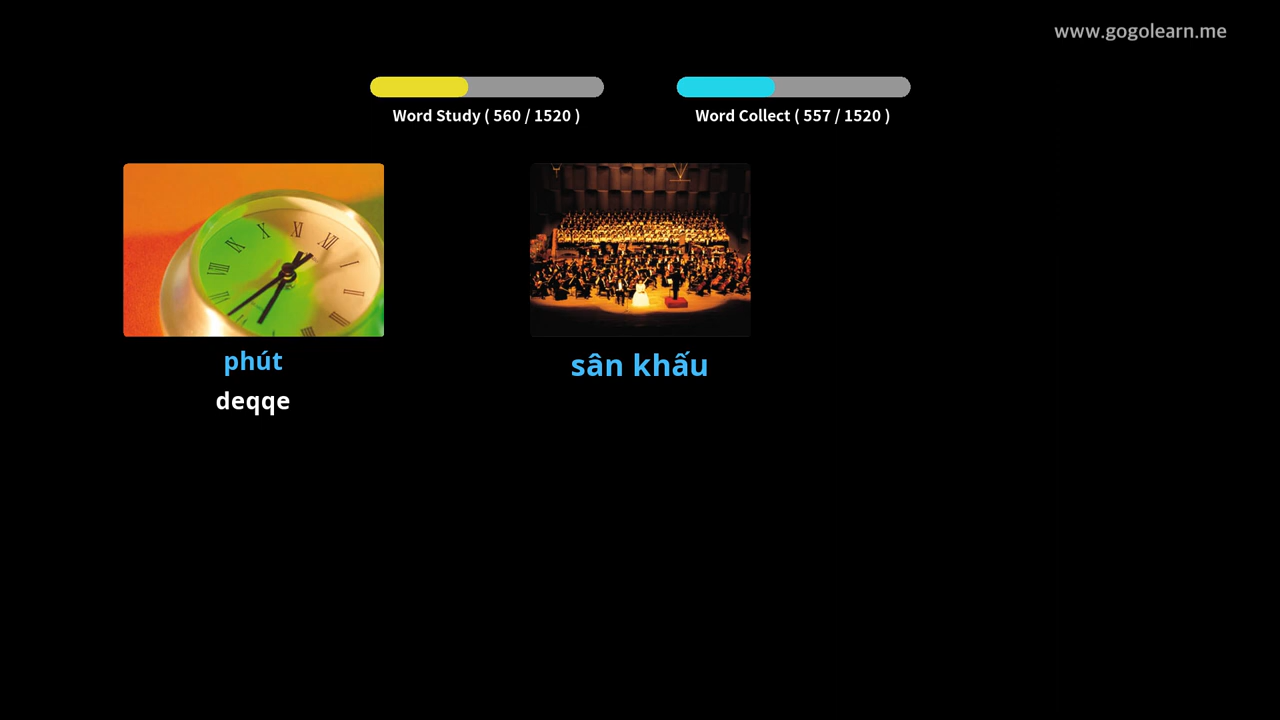 www.gogolearn.me
Word Study ( 560 / 1520 )
Word Collect ( 557 / 1520 )
phút
deqqe
sân khấu